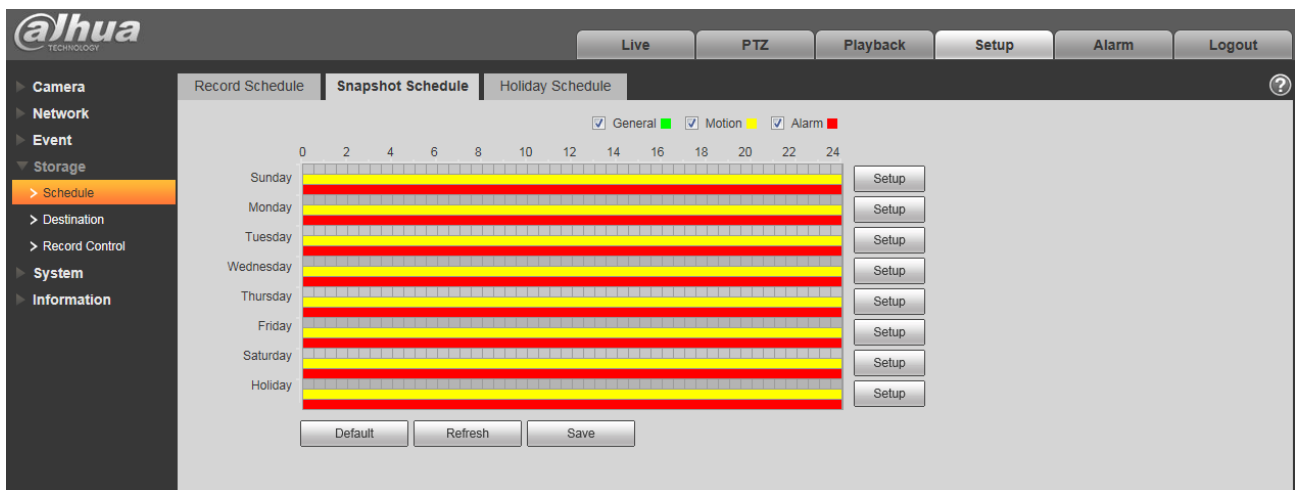 alhua
TECHNOLOGY
Live PTZ Playback Setup Alarm Logout
Camera
Network
Event
Storage
> Schedule
> Destination
> Record Control
System
Information
Record Schedule Snapshot Schedule Holiday Schedule ?
General Motion Alarm
0 2 4 6 8 10 12 14 16 18 20 22 24
Sunday Setup
Monday Setup
Tuesday Setup
Wednesday Setup
Thursday Setup
Friday Setup
Saturday Setup
Holiday Setup
Default Refresh Save